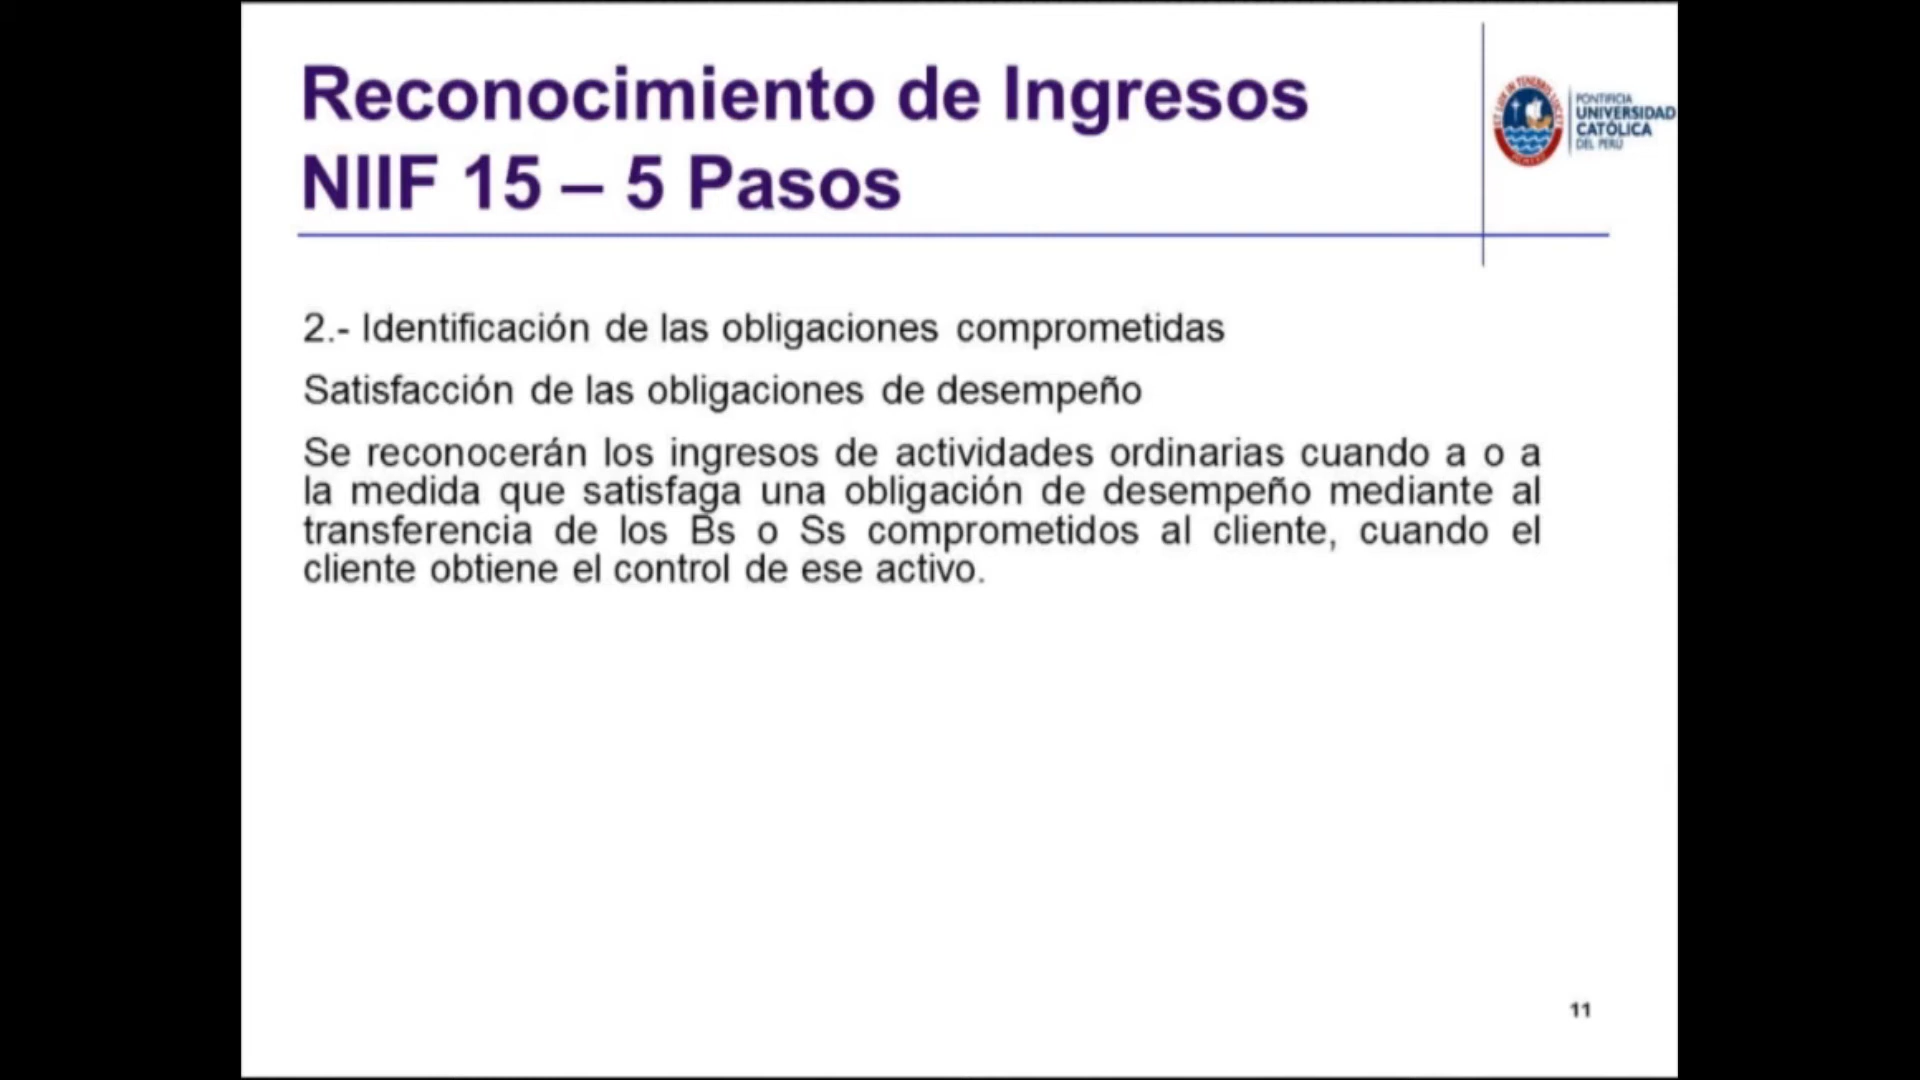 Reconocimiento de Ingresos
NIIF 15 – 5 Pasos
PONTIFICIA
UNIVERSIDAD
CATÓLICA
DEL PERÚ
2.- Identificación de las obligaciones comprometidas
Satisfacción de las obligaciones de desempeño
Se reconocerán los ingresos de actividades ordinarias cuando a o a
la medida que satisfaga una obligación de desempeño mediante al
transferencia de los Bs o Ss comprometidos al cliente, cuando el
cliente obtiene el control de ese activo.
11